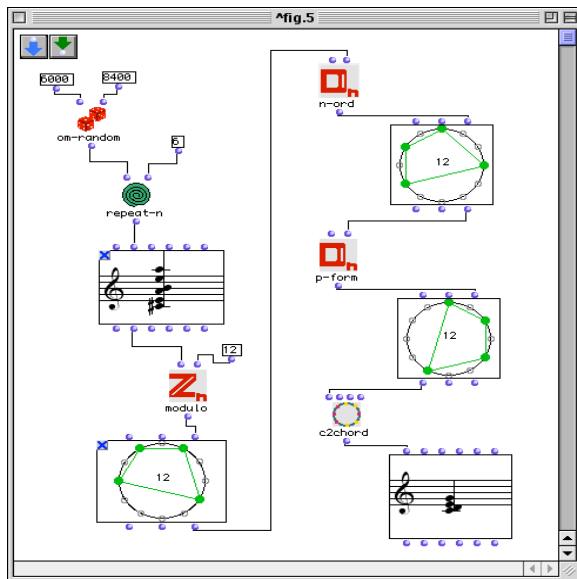 ^fig.5
6000
8400
om-random
6
repeat-n
12
modulo
12
n-ord
12
p-form
12
c2chord